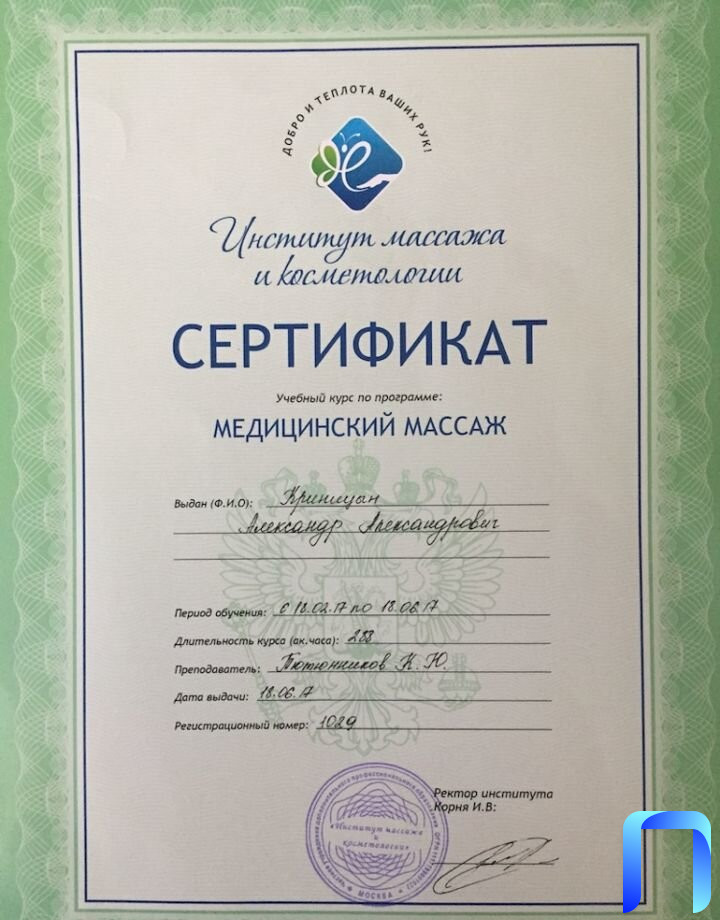 ДОБРО И ТЕПЛОТА ВАШИХ РУК!
Институт массажа
и косметологии
СЕРТИФИКАТ
Учебный курс по программе:
МЕДИЦИНСКИЙ МАССАЖ
Выдан (Ф.И.О): Криницын
Александр Александрович
Период обучения: с 18.02.17 по 18.06.17
Длительность курса (ак.часа): 288
Преподаватель: Тютюнников К.Ю.
Дата выдачи: 18.06.17
Регистрационный номер: 1029
Ректор института
Корня И.В:
«Институт массажа
и
косметологии»
МОСКВА